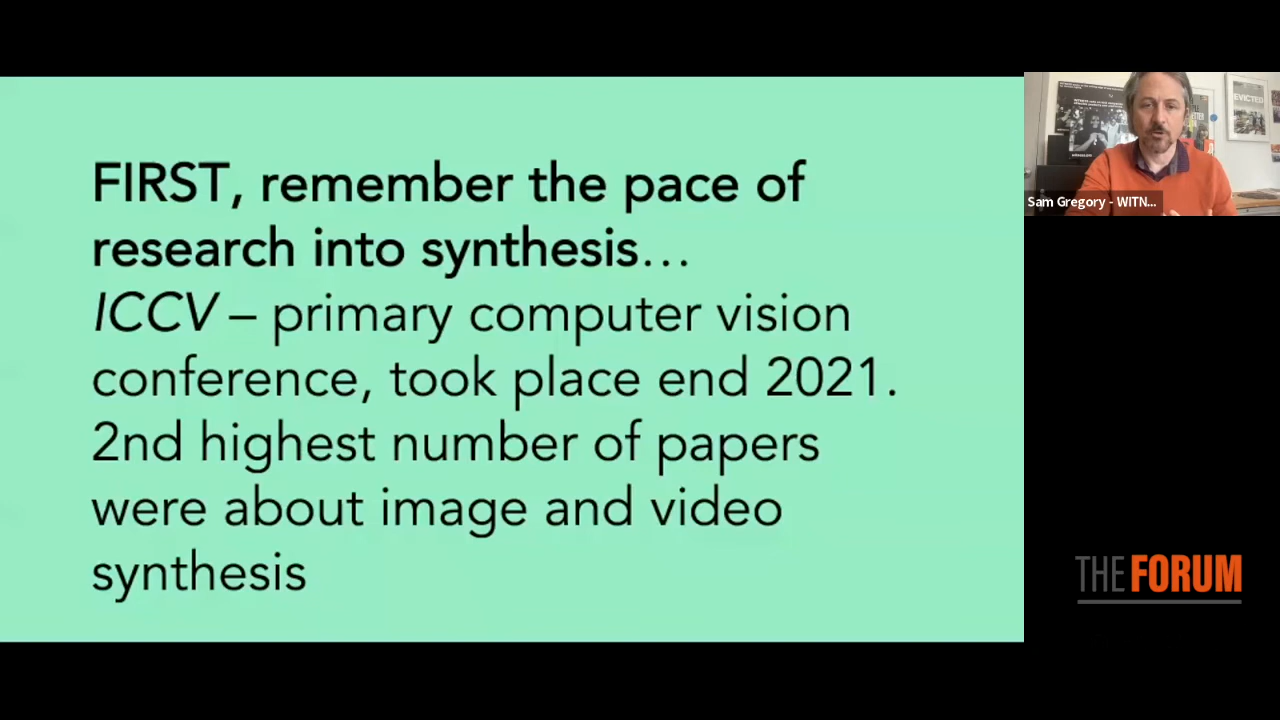 FIRST, remember the pace of
research into synthesis…
ICCV – primary computer vision
conference, took place end 2021.
2nd highest number of papers
were about image and video
synthesis
EVICTED
Sam Gregory - WITN...
THE FORUM